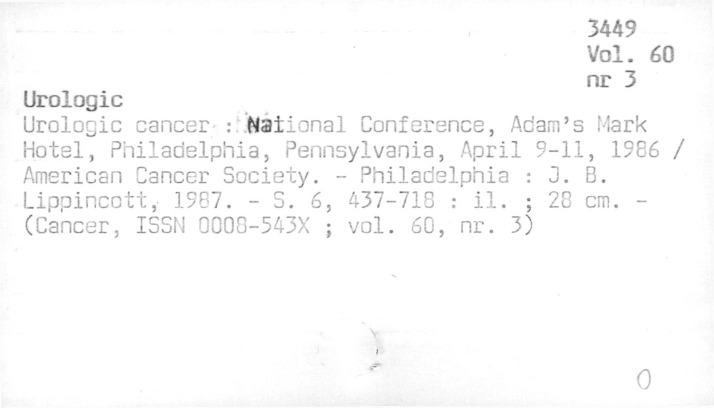 3449
Vol. 60
nr 3
Urologic
Urologic cancer : National Conference, Adam's Mark
Hotel, Philadelphia, Pennsylvania, April 9-11, 1986 /
American Cancer Society. - Philadelphia : J. B.
Lippincott, 1987. - S. 6, 437-718 : il. ; 28 cm. -
(Cancer, ISSN 0008-543X ; vol. 60, nr. 3)
0